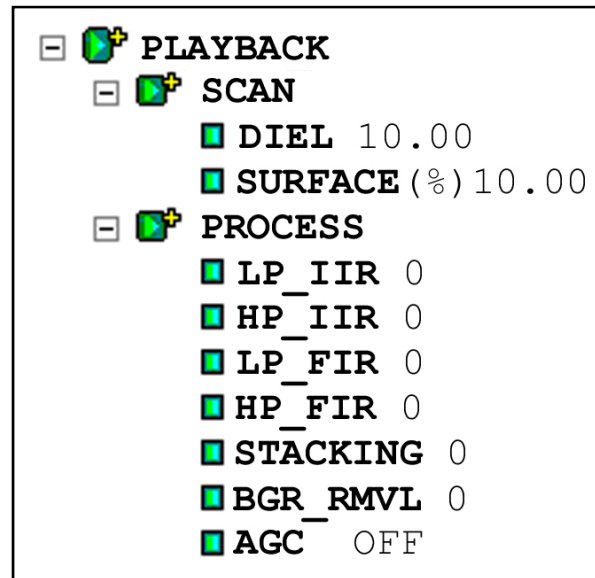 PLAYBACK
SCAN
DIEL 10.00
SURFACE(%)10.00
PROCESS
LP_IIR 0
HP_IIR 0
LP_FIR 0
HP_FIR 0
STACKING 0
BGR_RMVL 0
AGC OFF